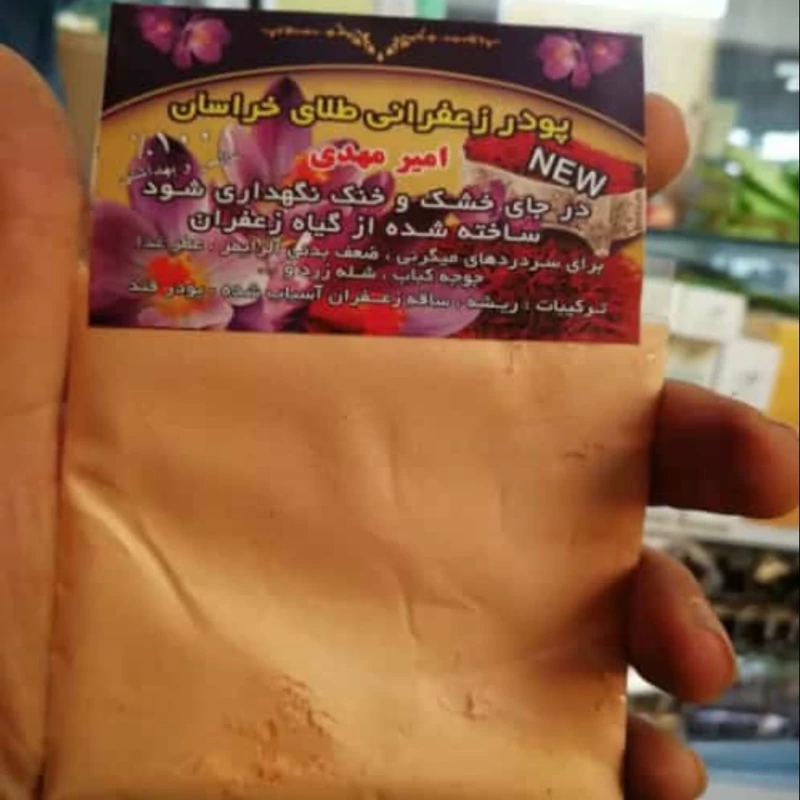 پودر زعفرانی طلای خراسان
امیر مهدی
NEW
۱۰۰٪
و بهداشتی
در جای خشک و خنک نگهداری شود
ساخته شده از گیاه زعفران
برای سردردهای میگرنی ، ضعف بدنی آلزایمر ، عطر غذا
جوجه کباب ، شله زرد و
ترکیبات : ریشه ، ساقه زعفران آسیاب شده - پودر قند